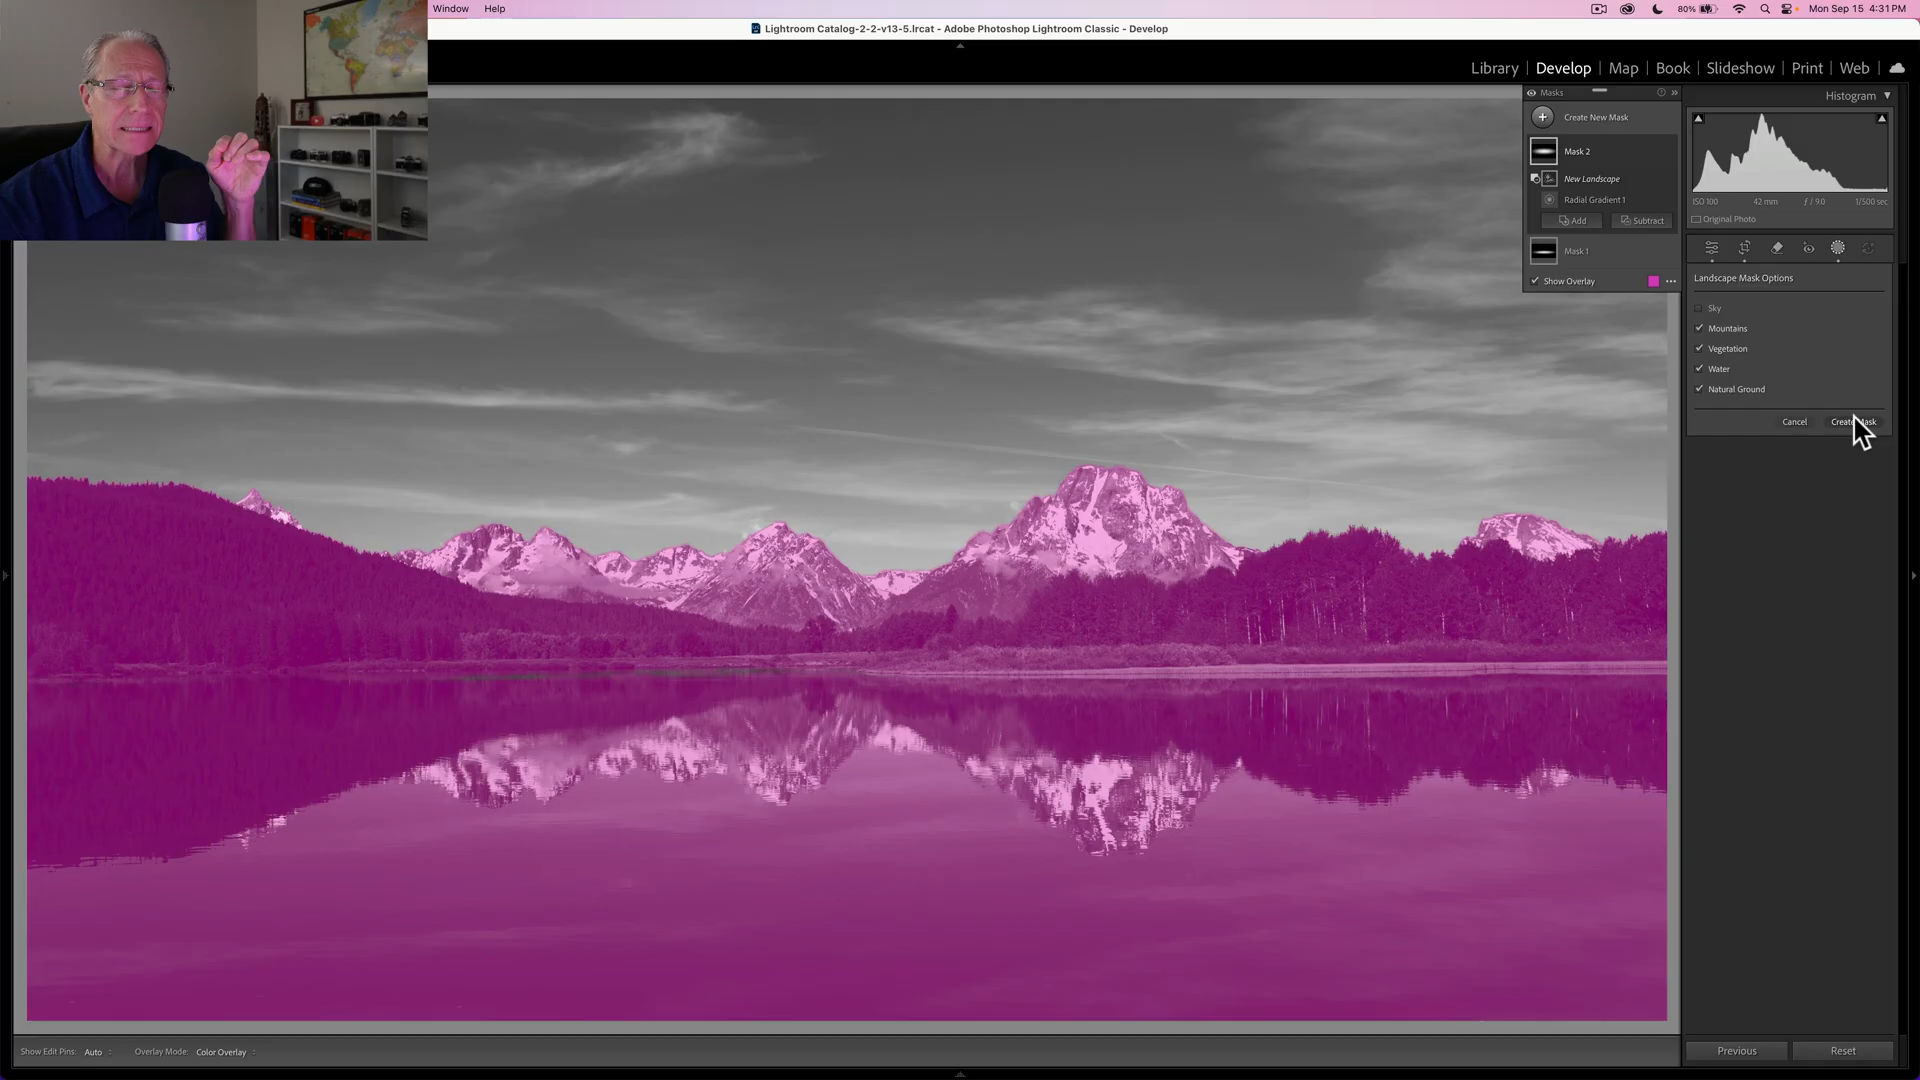 Window Help
80% Mon Sep 15 4:31 PM
Lightroom Catalog-2-2-v13-5.lrcat - Adobe Photoshop Lightroom Classic - Develop
Library | Develop | Map | Book | Slideshow | Print | Web
Masks
Create New Mask
Mask 2
New Landscape
Radial Gradient 1
Add Subtract
Mask 1
Show Overlay
Histogram
ISO 100 42 mm ƒ / 9.0 1/500 sec
Original Photo
Landscape Mask Options
Sky
Mountains
Vegetation
Water
Natural Ground
Cancel
Show Edit Pins: Auto Overlay Mode: Color Overlay
Previous Reset